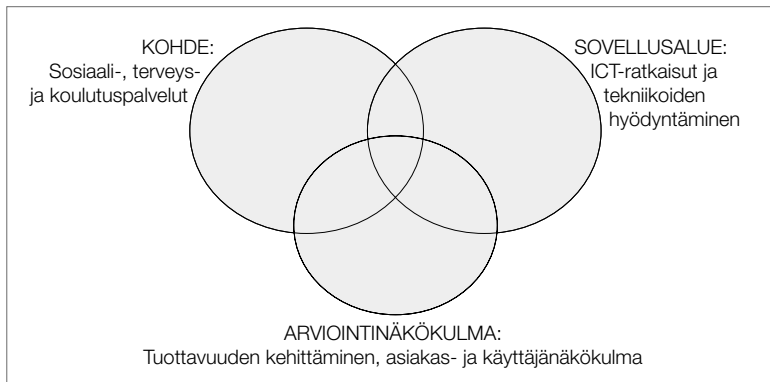 KOHDE:
Sosiaali-, terveys-
ja koulutuspalvelut
SOVELLUSALUE:
ICT-ratkaisut ja
tekniikoiden
hyödyntäminen
ARVIOINTINÄKÖKULMA:
Tuottavuuden kehittäminen, asiakas- ja käyttäjänäkökulma